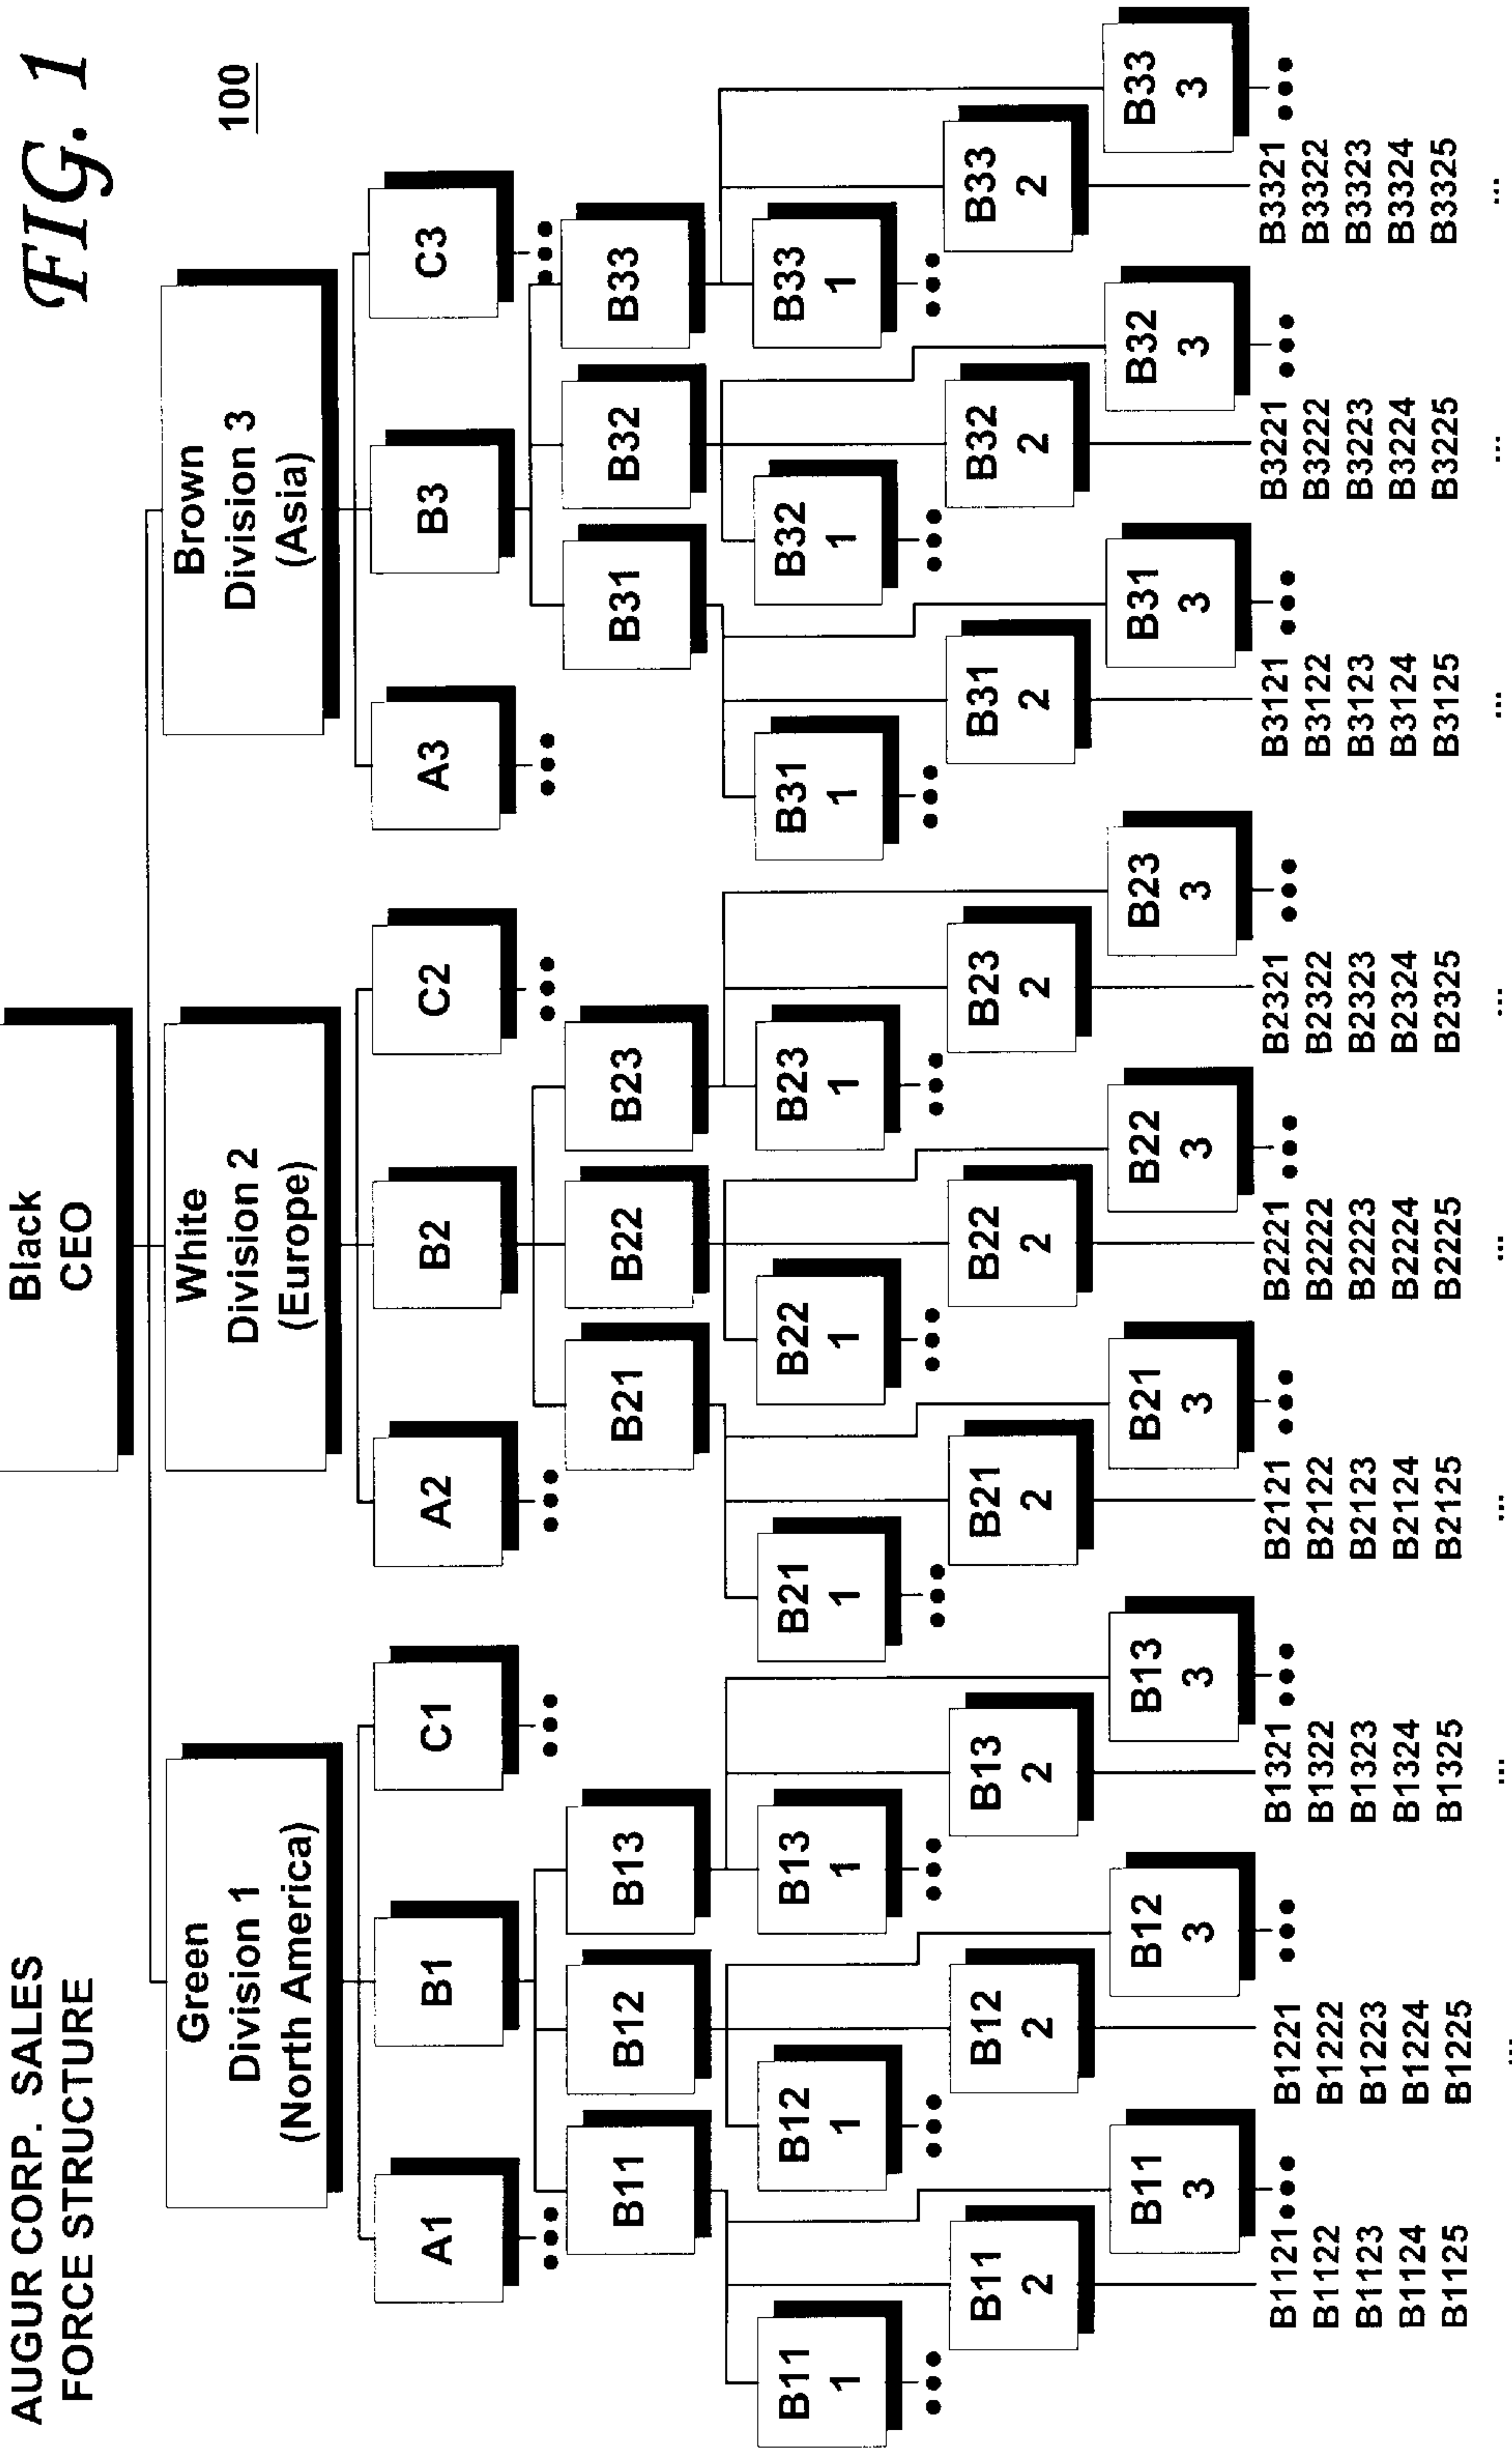 AUGUR CORP. SALES
FORCE STRUCTURE
FIG. 1
100
Black
CEO
Green
Division 1
(North America)
White
Division 2
(Europe)
Brown
Division 3
(Asia)
A1
B1
C1
A2
B2
C2
A3
B3
C3
B11
B12
B13
B21
B22
B23
B31
B32
B33
B11
1
B12
1
B13
1
B21
1
B22
1
B23
1
B31
1
B32
1
B33
1
B11
2
B12
2
B13
2
B21
2
B22
2
B23
2
B31
2
B32
2
B33
2
B11
3
B12
3
B13
3
B21
3
B22
3
B23
3
B31
3
B32
3
B33
3
B1121
B1122
B1123
B1124
B1125
...
B1221
B1222
B1223
B1224
B1225
...
B1321
B1322
B1323
B1324
B1325
...
B2121
B2122
B2123
B2124
B2125
...
B2221
B2222
B2223
B2224
B2225
...
B2321
B2322
B2323
B2324
B2325
...
B3121
B3122
B3123
B3124
B3125
...
B3221
B3222
B3223
B3224
B3225
...
B3321
B3322
B3323
B3324
B3325
...